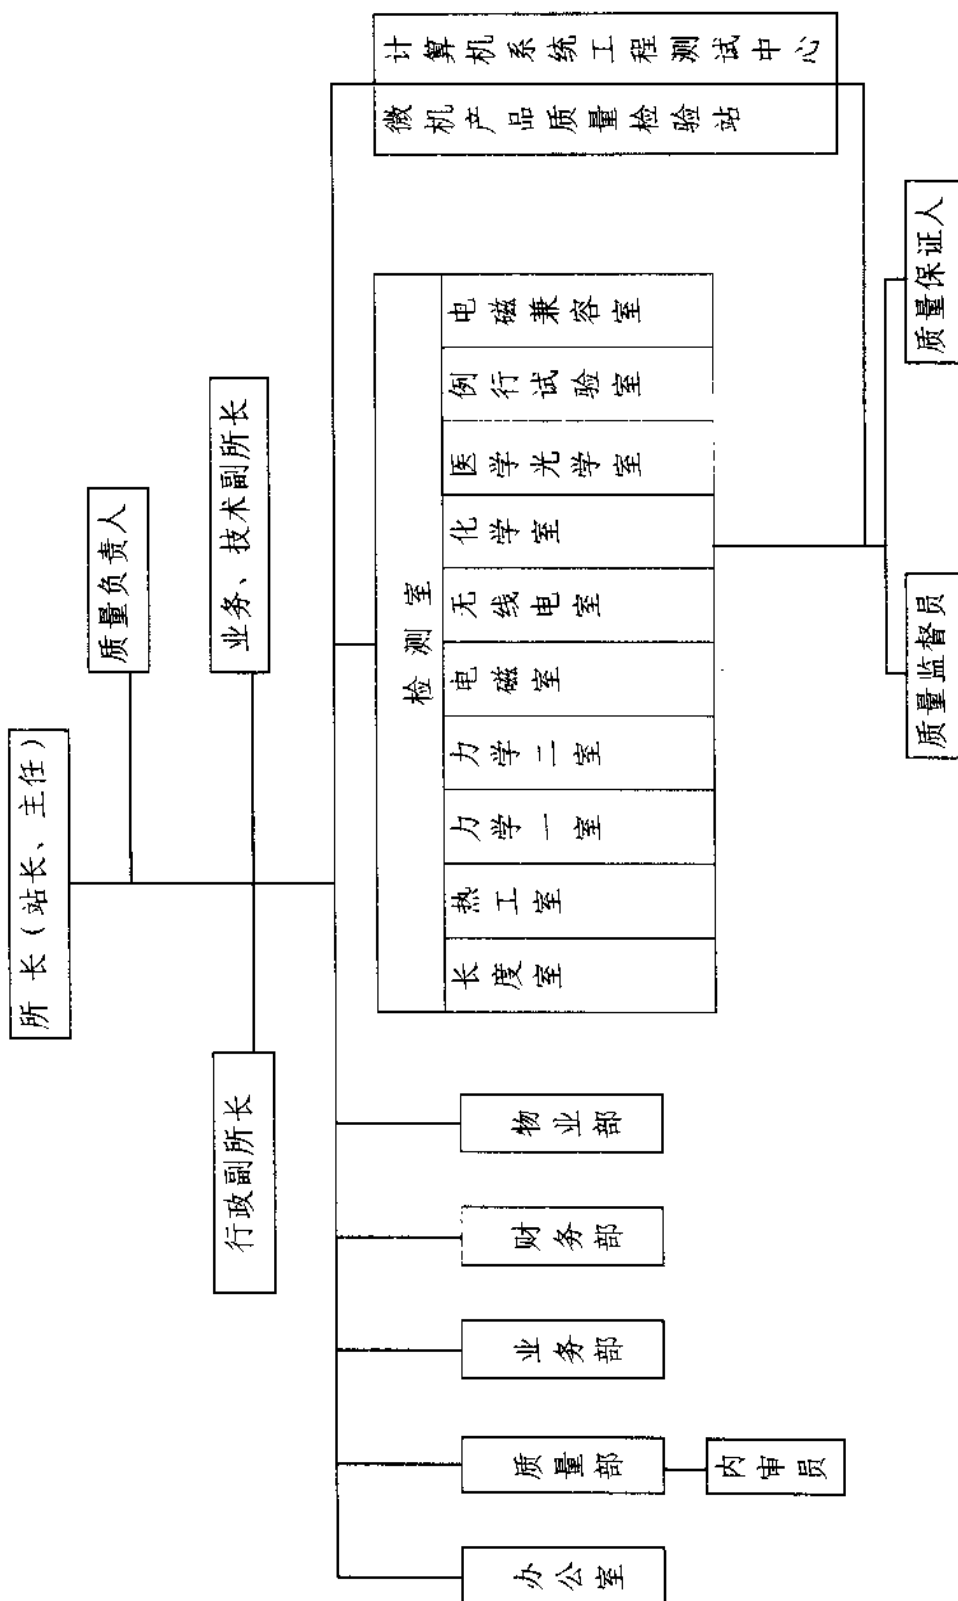 所长（站长、主任）
质量负责人
行政副所长
业务、技术副所长
办公室
质量部
业务部
财务部
物业部
检测室
长度室
热工室
力学一室
力学二室
电磁室
无线电室
化学室
医学光学室
例行试验室
电磁兼容室
微机产品质量检验站
计算机系统工程测试中心
内审员
质量监督员
质量保证人